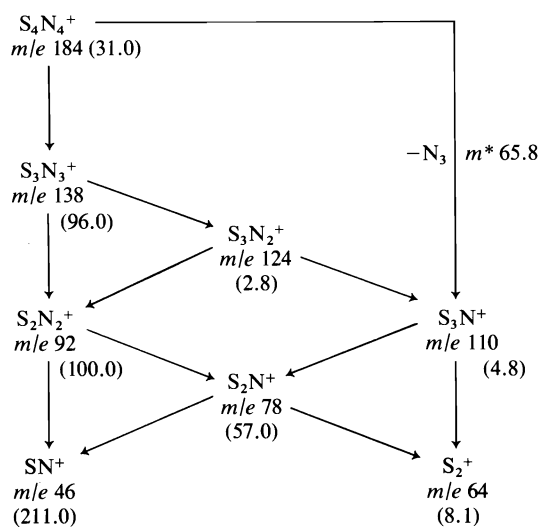 S₄N₄⁺
m/e 184 (31.0)
−N₃ m* 65.8
S₃N₃⁺
m/e 138
(96.0)
S₃N₂⁺
m/e 124
(2.8)
S₂N₂⁺
m/e 92
(100.0)
S₃N⁺
m/e 110
(4.8)
S₂N⁺
m/e 78
(57.0)
SN⁺
m/e 46
(211.0)
S₂⁺
m/e 64
(8.1)